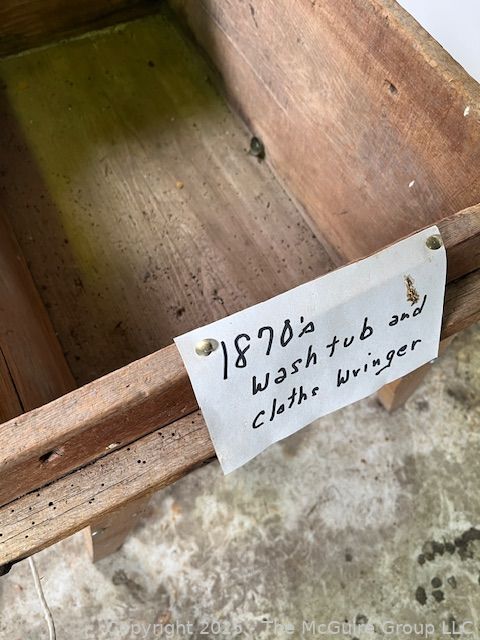 1870's
wash tub and
cloths wringer
Copyright 2025 The McGuire Group LLC